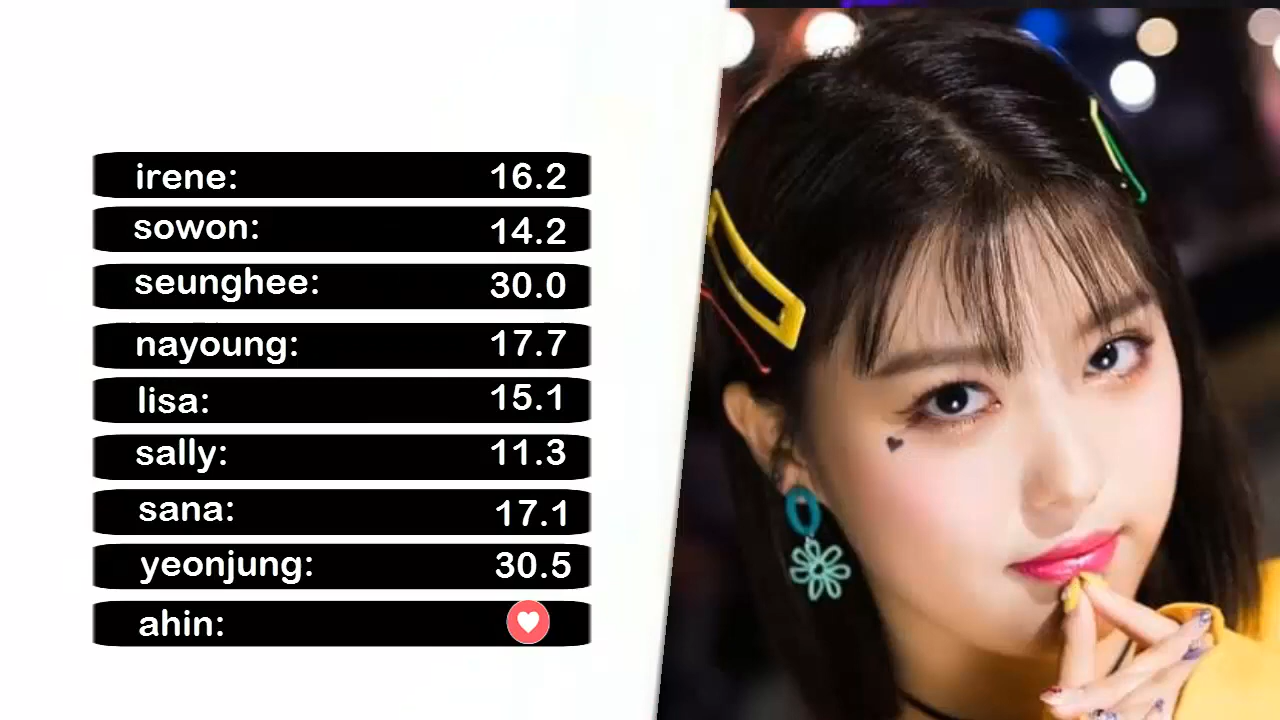 irene: 16.2
sowon: 14.2
seunghee: 30.0
nayoung: 17.7
lisa: 15.1
sally: 11.3
sana: 17.1
yeonjung: 30.5
ahin: